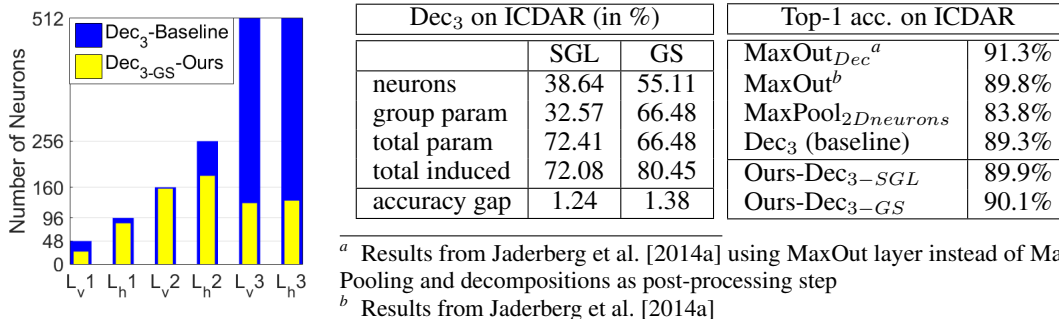 Number of Neurons
512
256
160
96
48
0
Dec3-Baseline
Dec3-GS-Ours
Lv1 Lh1 Lv2 Lh2 Lv3 Lh3
Dec3 on ICDAR (in %)
SGL GS
neurons 38.64 55.11
group param 32.57 66.48
total param 72.41 66.48
total induced 72.08 80.45
accuracy gap 1.24 1.38
Top-1 acc. on ICDAR
MaxOutDec a 91.3%
MaxOut b 89.8%
MaxPool2Dneurons 83.8%
Dec3 (baseline) 89.3%
Ours-Dec3−SGL 89.9%
Ours-Dec3−GS 90.1%
a Results from Jaderberg et al. [2014a] using MaxOut layer instead of Ma
Pooling and decompositions as post-processing step
b Results from Jaderberg et al. [2014a]